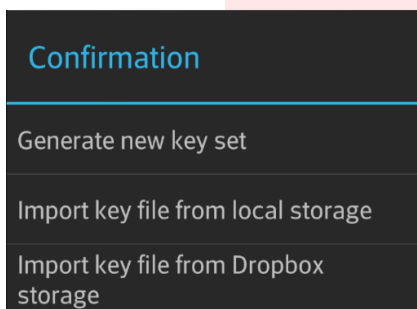 Confirmation
Generate new key set
Import key file from local storage
Import key file from Dropbox
storage